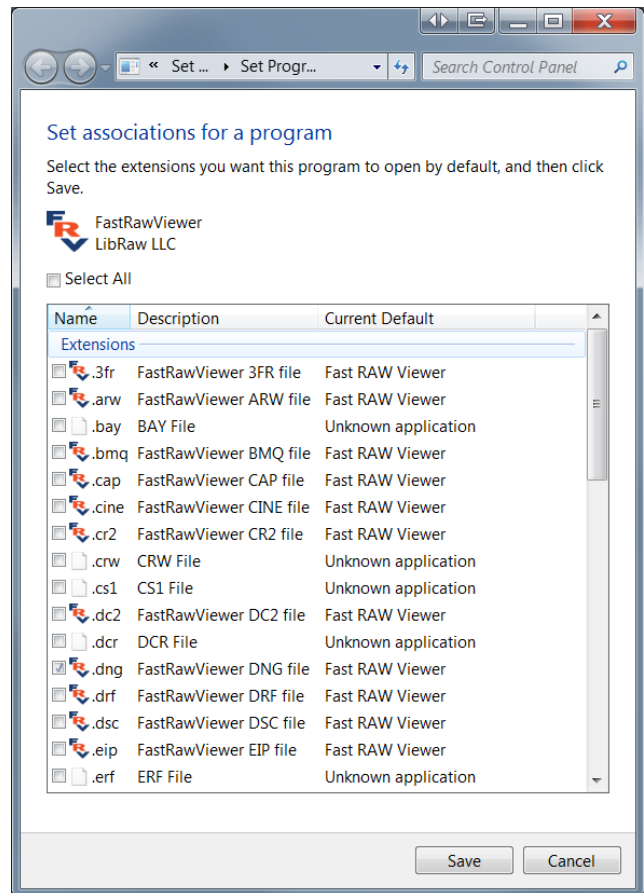 « Set ... ▸ Set Progr...
Search Control Panel
Set associations for a program
Select the extensions you want this program to open by default, and then click
Save.
FRV
FastRawViewer
LibRaw LLC
Select All
Name Description Current Default
Extensions
.3fr FastRawViewer 3FR file Fast RAW Viewer
.arw FastRawViewer ARW file Fast RAW Viewer
.bay BAY File Unknown application
.bmq FastRawViewer BMQ file Fast RAW Viewer
.cap FastRawViewer CAP file Fast RAW Viewer
.cine FastRawViewer CINE file Fast RAW Viewer
.cr2 FastRawViewer CR2 file Fast RAW Viewer
.crw CRW File Unknown application
.cs1 CS1 File Unknown application
.dc2 FastRawViewer DC2 file Fast RAW Viewer
.dcr DCR File Unknown application
.dng FastRawViewer DNG file Fast RAW Viewer
.drf FastRawViewer DRF file Fast RAW Viewer
.dsc FastRawViewer DSC file Fast RAW Viewer
.eip FastRawViewer EIP file Fast RAW Viewer
.erf ERF File Unknown application
Save Cancel